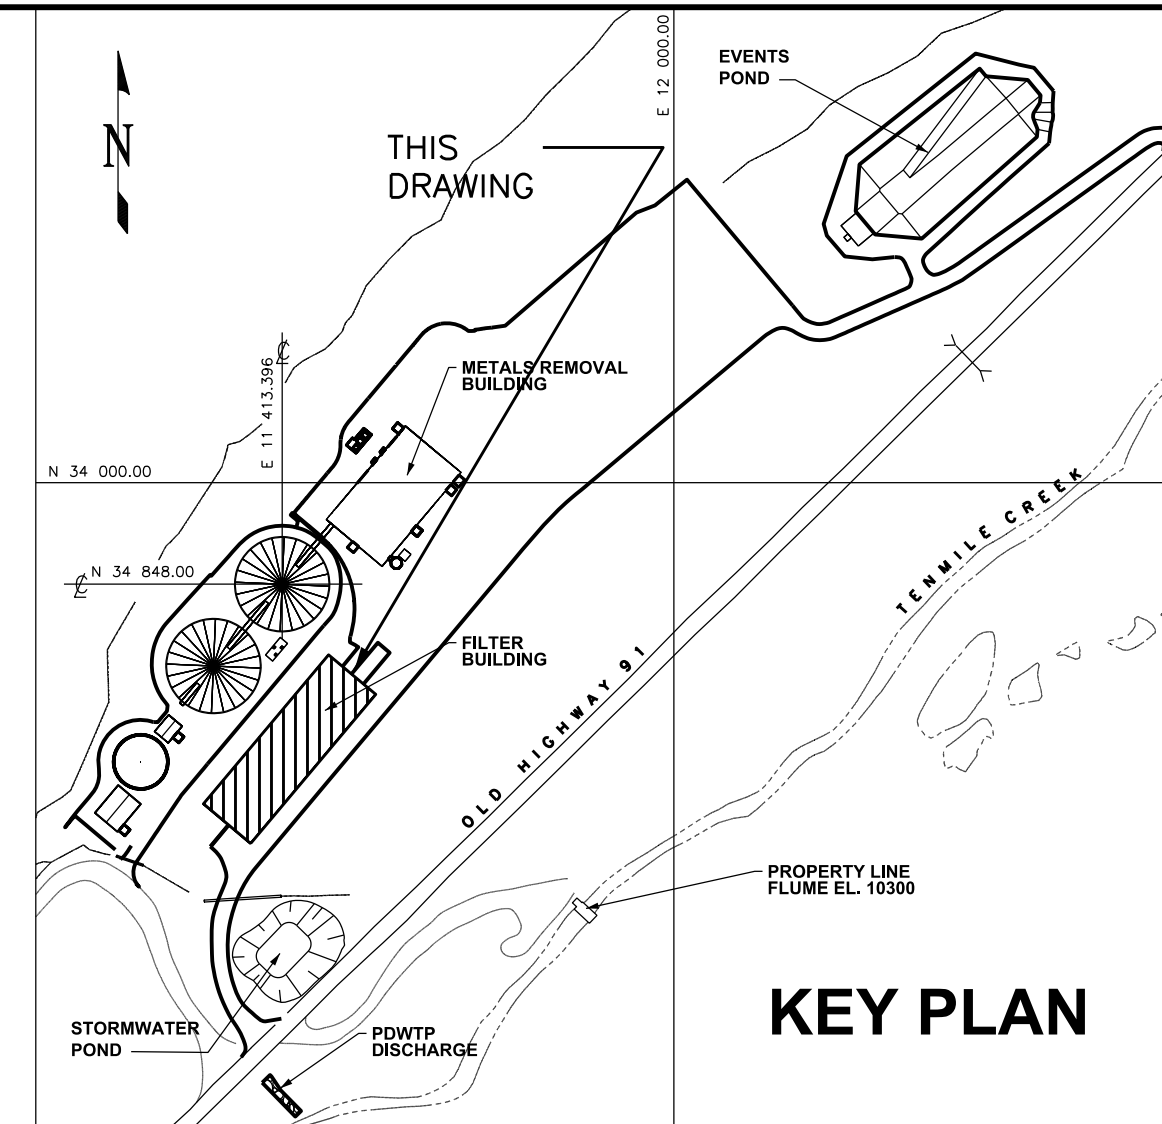 E 12 000.00
EVENTS
POND
N
THIS
DRAWING
METALS REMOVAL
BUILDING
E 11 413.396
N 34 000.00
TENMILE CREEK
N 34 848.00
FILTER
BUILDING
OLD HIGHWAY 91
PROPERTY LINE
FLUME EL. 10300
KEY PLAN
STORMWATER
POND
PDWTP
DISCHARGE